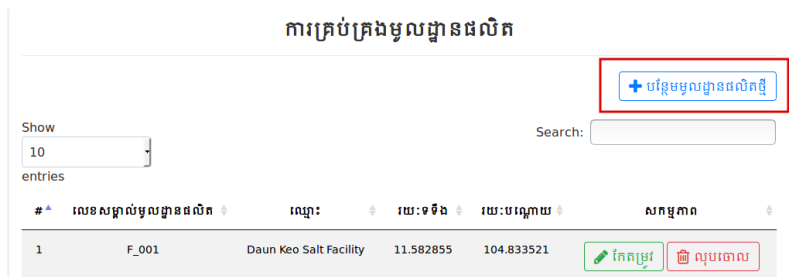 ការគ្រប់គ្រងមូលដ្ឋានផលិត
បន្ថែមមូលដ្ឋានផលិតថ្មី
Show
10
entries
Search:
# លេខសម្គាល់មូលដ្ឋានផលិត ឈ្មោះ រយៈទទឹង រយៈបណ្តោយ សកម្មភាព
1 F_001 Daun Keo Salt Facility 11.582855 104.833521 កែតម្រូវ លុបចោល